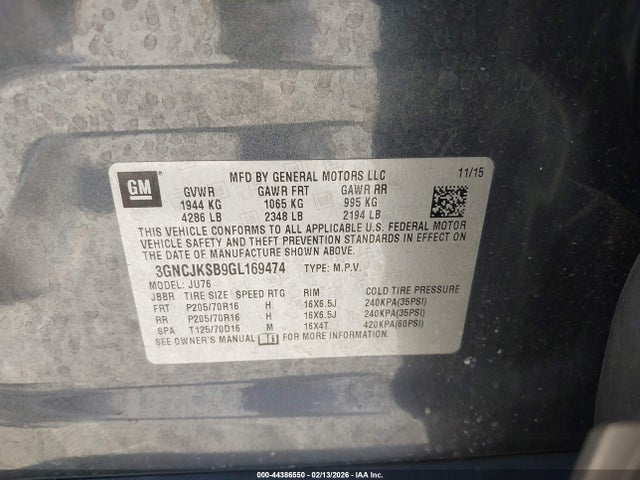 GM
MFD BY GENERAL MOTORS LLC 11/15
GVWR GAWR FRT GAWR RR
1944 KG 1065 KG 995 KG
4286 LB 2348 LB 2194 LB
THIS VEHICLE CONFORMS TO ALL APPLICABLE U.S. FEDERAL MOTOR
VEHICLE SAFETY AND THEFT PREVENTION STANDARDS IN EFFECT ON
THE DATE OF MANUFACTURE SHOWN ABOVE.
3GNCJKSB9GL169474 TYPE: M.P.V.
MODEL: JU76
JBBR TIRE SIZE SPEED RTG RIM COLD TIRE PRESSURE
FRT P205/70R16 H 16X6.5J 240KPA(35PSI)
RR P205/70R16 H 16X6.5J 240KPA(35PSI)
SPA T125/70D16 M 16X4T 420KPA(60PSI)
SEE OWNER'S MANUAL i FOR MORE INFORMATION.
000-44386550 - 02/13/2026 - IAA Inc.